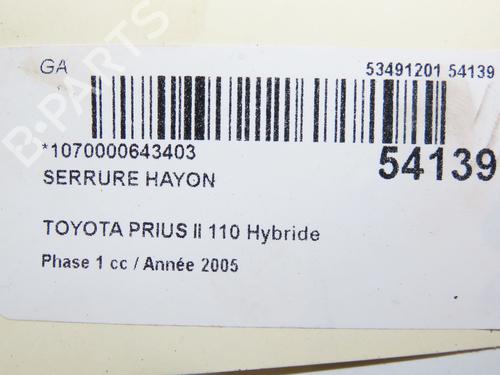 GA 53491201 54139
*1070000643403
54139
SERRURE HAYON
TOYOTA PRIUS II 110 Hybride
Phase 1 cc / Année 2005
B-PARTS